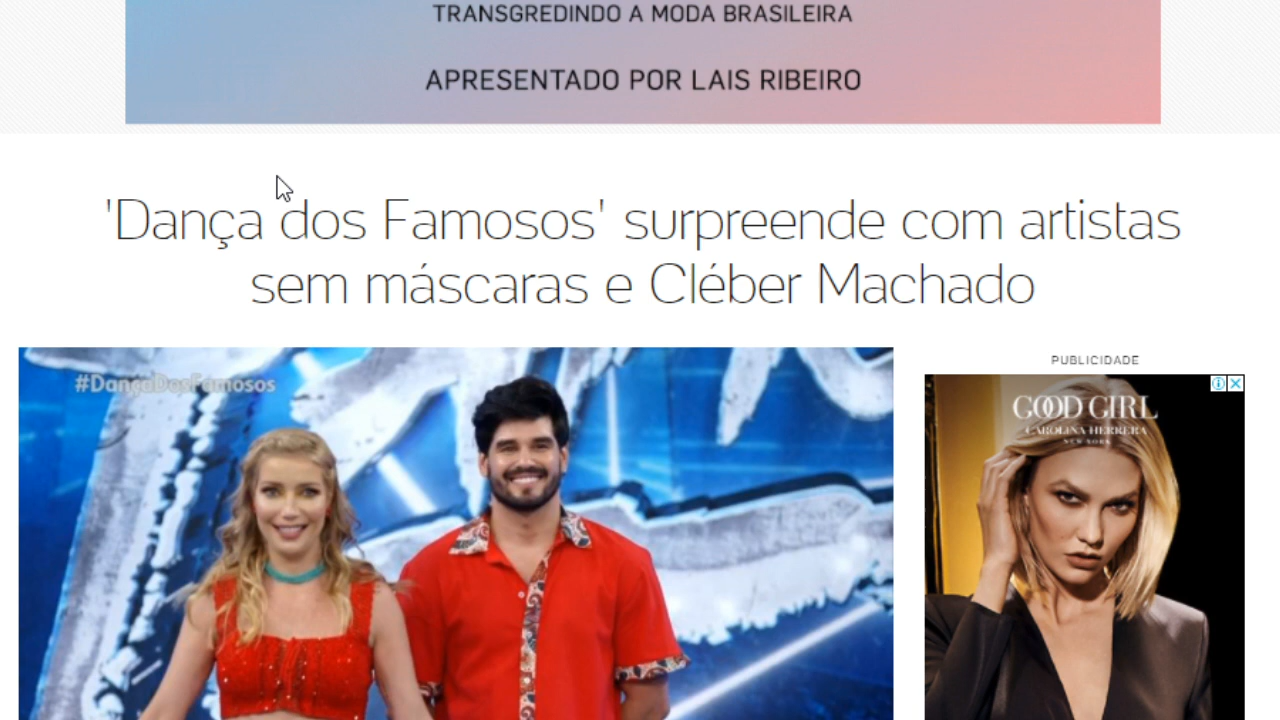 TRANSGREDINDO A MODA BRASILEIRA
APRESENTADO POR LAIS RIBEIRO
'Dança dos Famosos' surpreende com artistas
sem máscaras e Cléber Machado
#DançaDosFamosos
PUBLICIDADE
GOOD GIRL
CAROLINA HERRERA
NEW YORK